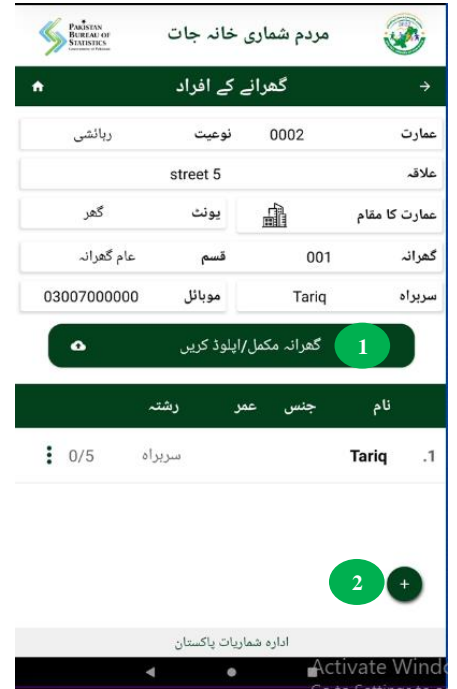 PAKISTAN
BUREAU OF
STATISTICS
مردم شماری خانہ جات
گھرانے کے افراد
عمارت 0002 نوعیت رہائشی
علاقہ street 5
عمارت کا مقام یونٹ گھر
گھرانہ 001 قسم عام گھرانہ
سربراہ Tariq موبائل 03007000000
1 گھرانہ مکمل/اپلوڈ کریں
نام جنس عمر رشتہ
1. Tariq سربراہ 0/5
2 +
ادارہ شماریات پاکستان
Activate Windo